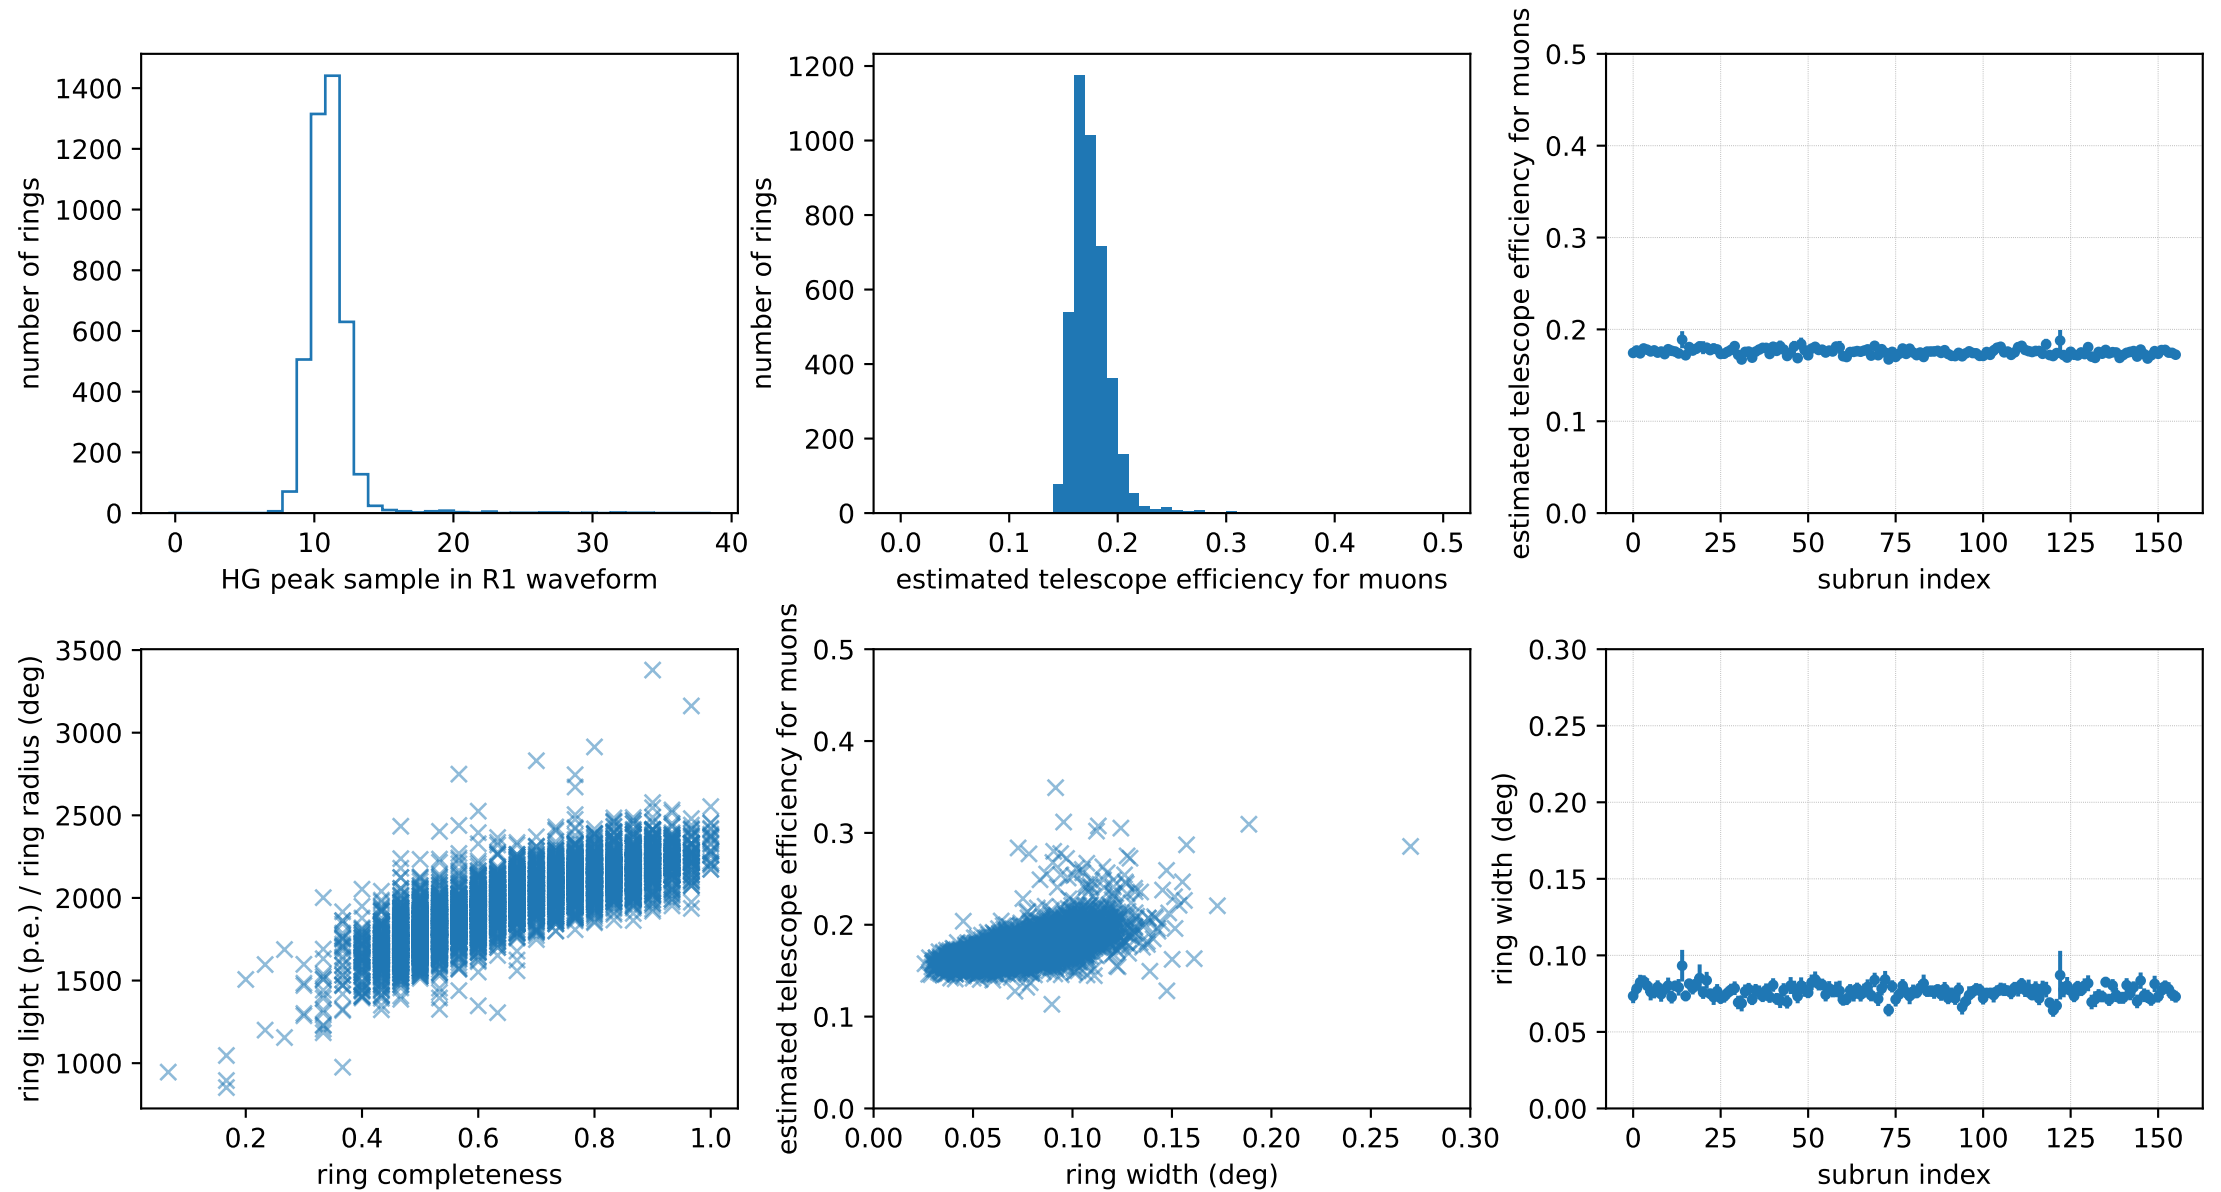 number of rings
1400
1200
1000
800
600
400
200
0
0 10 20 30 40
HG peak sample in R1 waveform
number of rings
1200
1000
800
600
400
200
0
0.0 0.1 0.2 0.3 0.4 0.5
estimated telescope efficiency for muons
estimated telescope efficiency for muons
0.5
0.4
0.3
0.2
0.1
0.0
0 25 50 75 100 125 150
subrun index
ring light (p.e.) / ring radius (deg)
3500
3000
2500
2000
1500
1000
0.2 0.4 0.6 0.8 1.0
ring completeness
estimated telescope efficiency for muons
0.5
0.4
0.3
0.2
0.1
0.0
0.00 0.05 0.10 0.15 0.20 0.25 0.30
ring width (deg)
ring width (deg)
0.30
0.25
0.20
0.15
0.10
0.05
0.00
0 25 50 75 100 125 150
subrun index